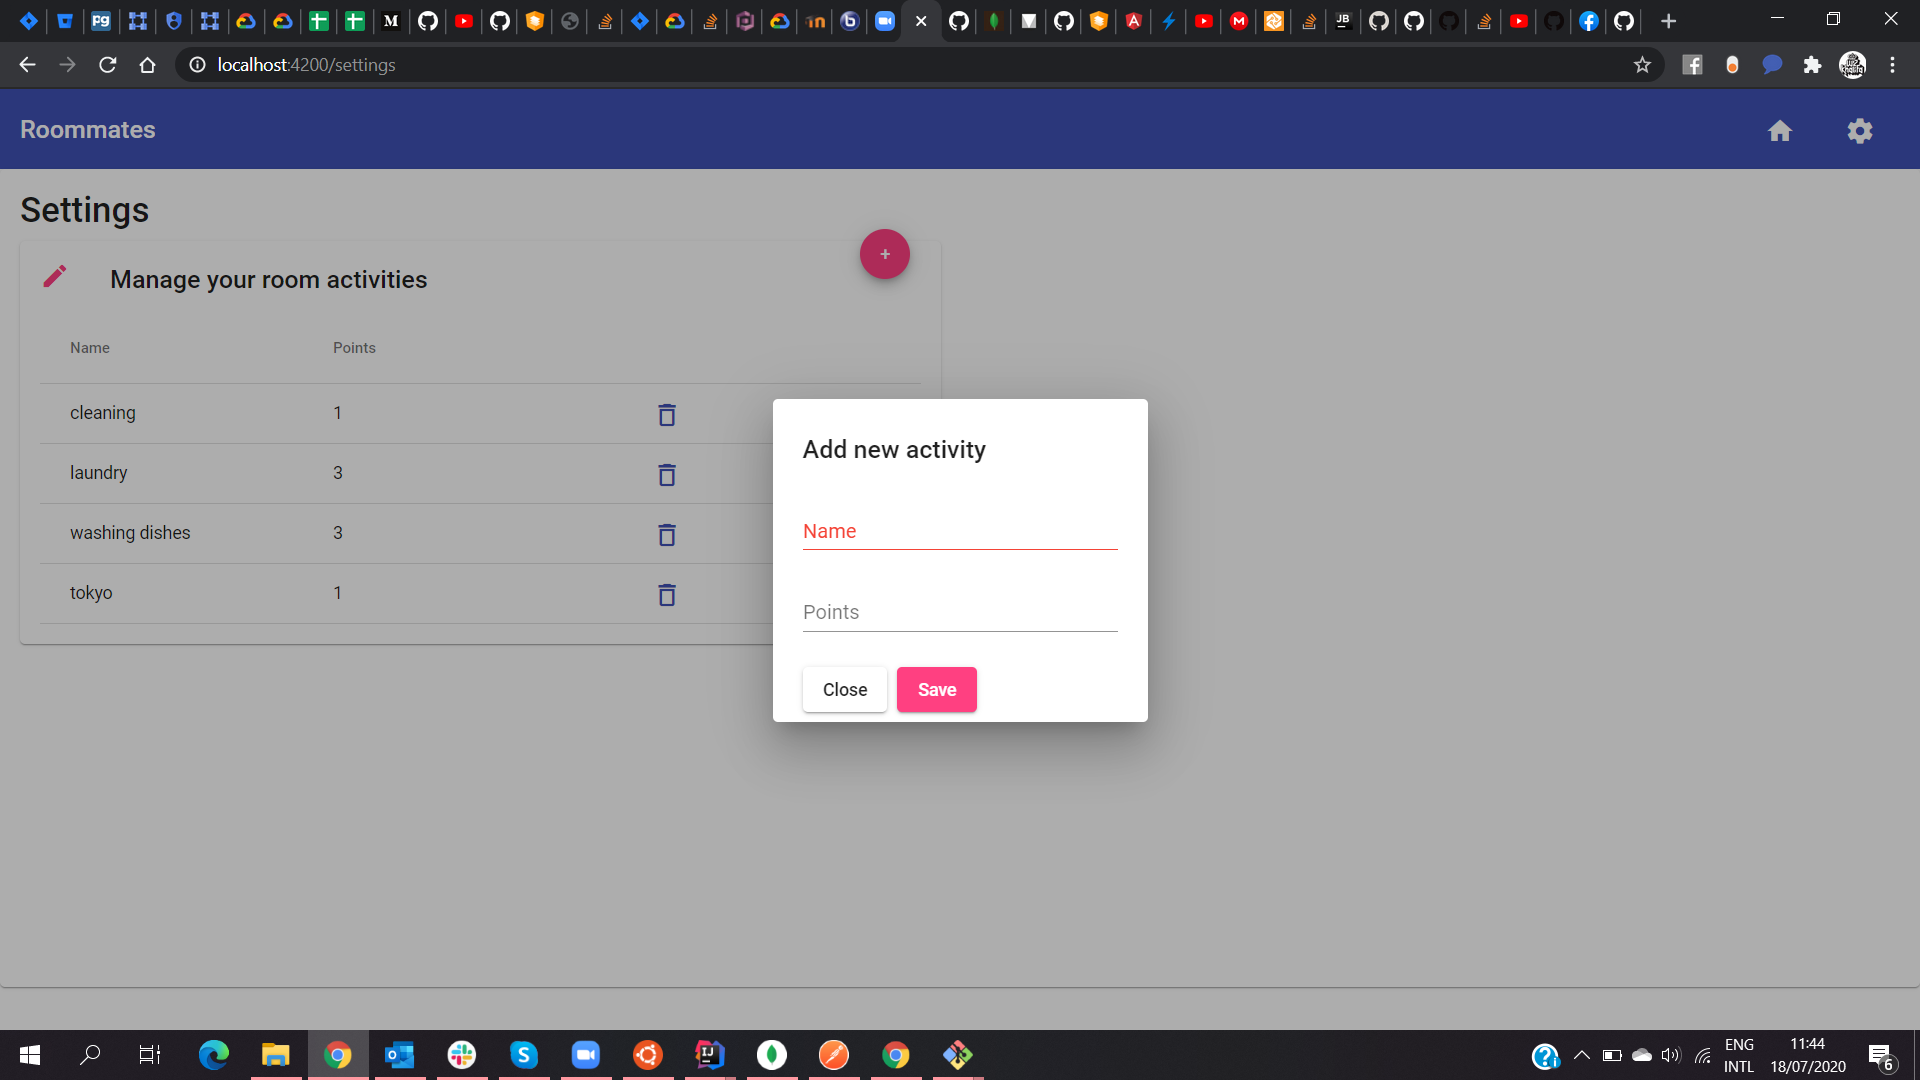 localhost:4200/settings
Roommates
Settings
+
Manage your room activities
Name Points
cleaning 1
laundry 3
washing dishes 3
tokyo 1
Add new activity
Name
Points
Close Save
ENG 11:44
INTL 18/07/2020
6